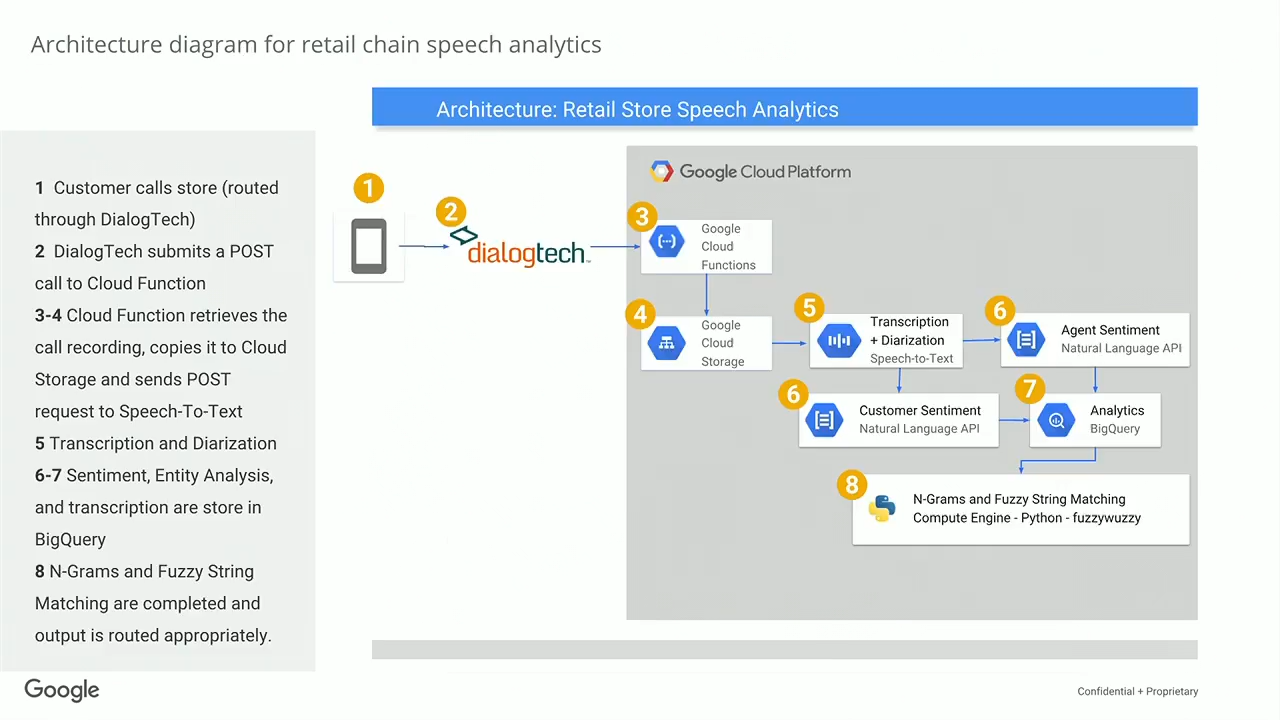 Architecture diagram for retail chain speech analytics
Architecture: Retail Store Speech Analytics
1 Customer calls store (routed
through DialogTech)
2 DialogTech submits a POST
call to Cloud Function
3-4 Cloud Function retrieves the
call recording, copies it to Cloud
Storage and sends POST
request to Speech-To-Text
5 Transcription and Diarization
6-7 Sentiment, Entity Analysis,
and transcription are store in
BigQuery
8 N-Grams and Fuzzy String
Matching are completed and
output is routed appropriately.
Google Cloud Platform
1
2
dialogtech™
3
Google
Cloud
Functions
4
Google
Cloud
Storage
5
Transcription
+ Diarization
Speech-to-Text
6
Agent Sentiment
Natural Language API
6
Customer Sentiment
Natural Language API
7
Analytics
BigQuery
8
N-Grams and Fuzzy String Matching
Compute Engine - Python - fuzzywuzzy
Google
Confidential + Proprietary